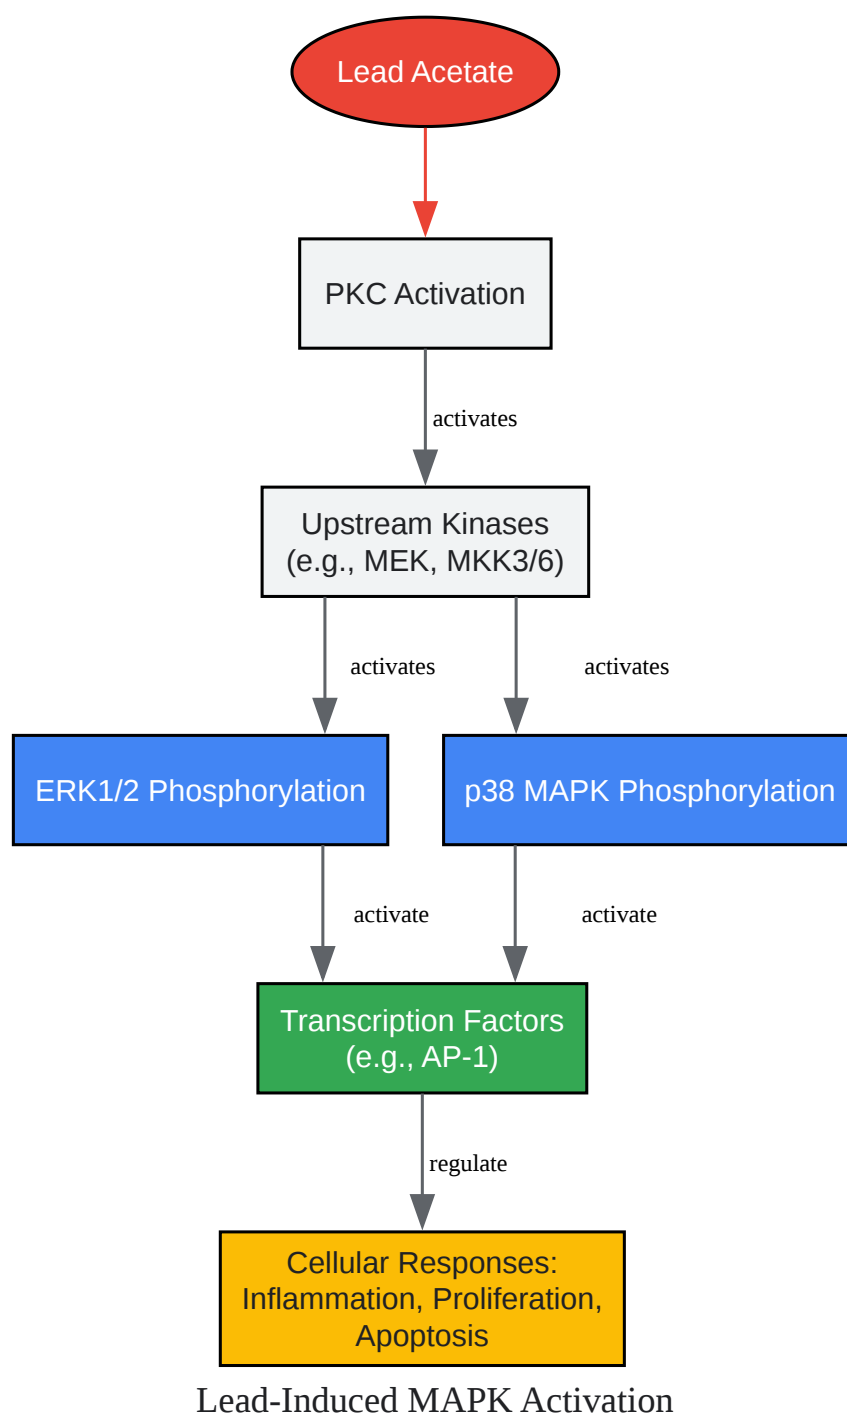 Lead Acetate
PKC Activation
activates
Upstream Kinases
(e.g., MEK, MKK3/6)
activates
activates
ERK1/2 Phosphorylation
p38 MAPK Phosphorylation
activate
activate
Transcription Factors
(e.g., AP-1)
regulate
Cellular Responses:
Inflammation, Proliferation,
Apoptosis
Lead-Induced MAPK Activation